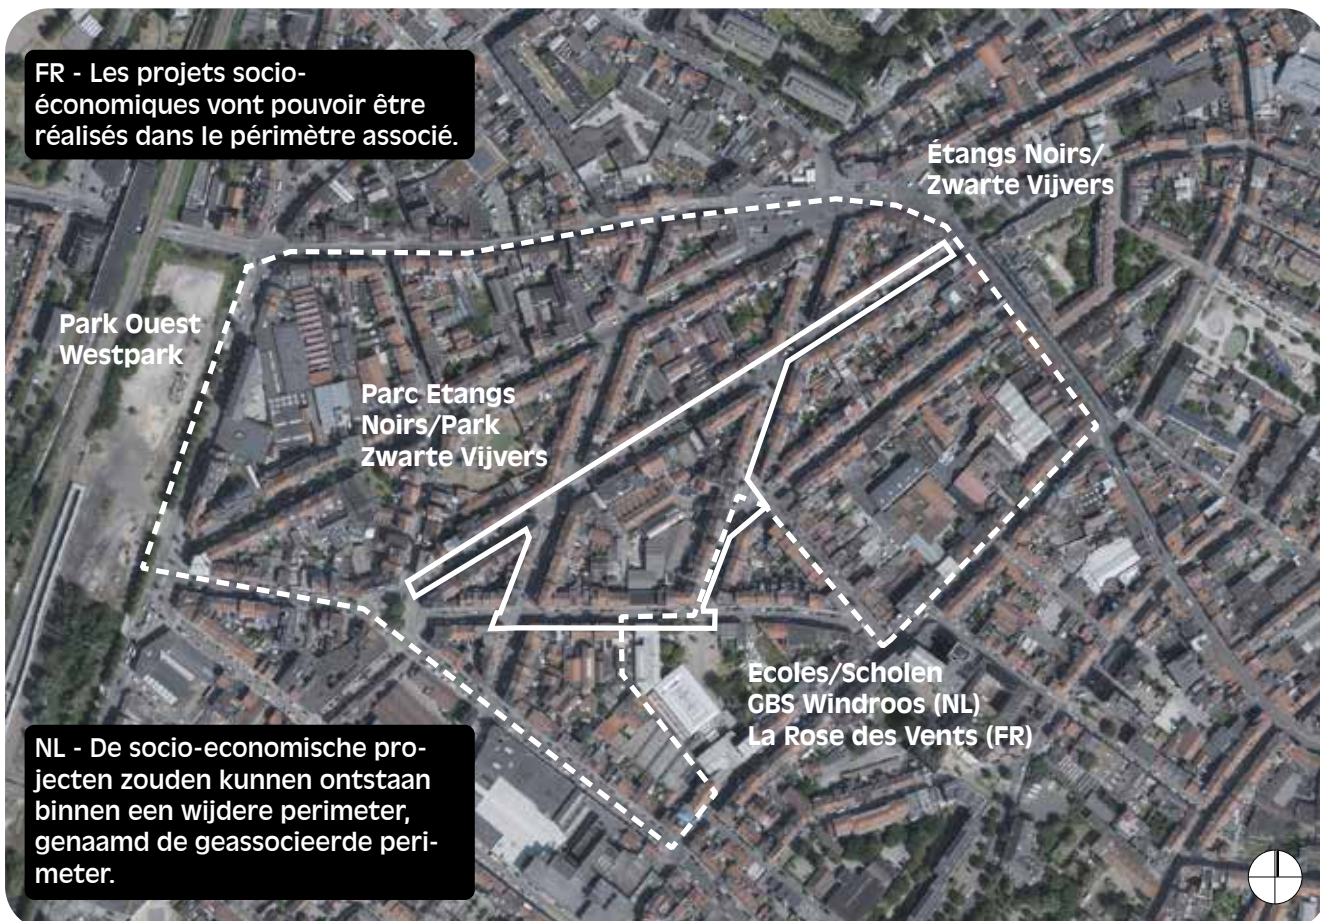 FR - Les projets socio-
économiques vont pouvoir être
réalisés dans le périmètre associé.
Étangs Noirs/
Zwarte Vijvers
Park Ouest
Westpark
Parc Etangs
Noirs/Park
Zwarte Vijvers
Ecoles/Scholen
GBS Windroos (NL)
La Rose des Vents (FR)
NL - De socio-economische pro-
jecten zouden kunnen ontstaan
binnen een wijdere perimeter,
genaamd de geassocieerde peri-
meter.